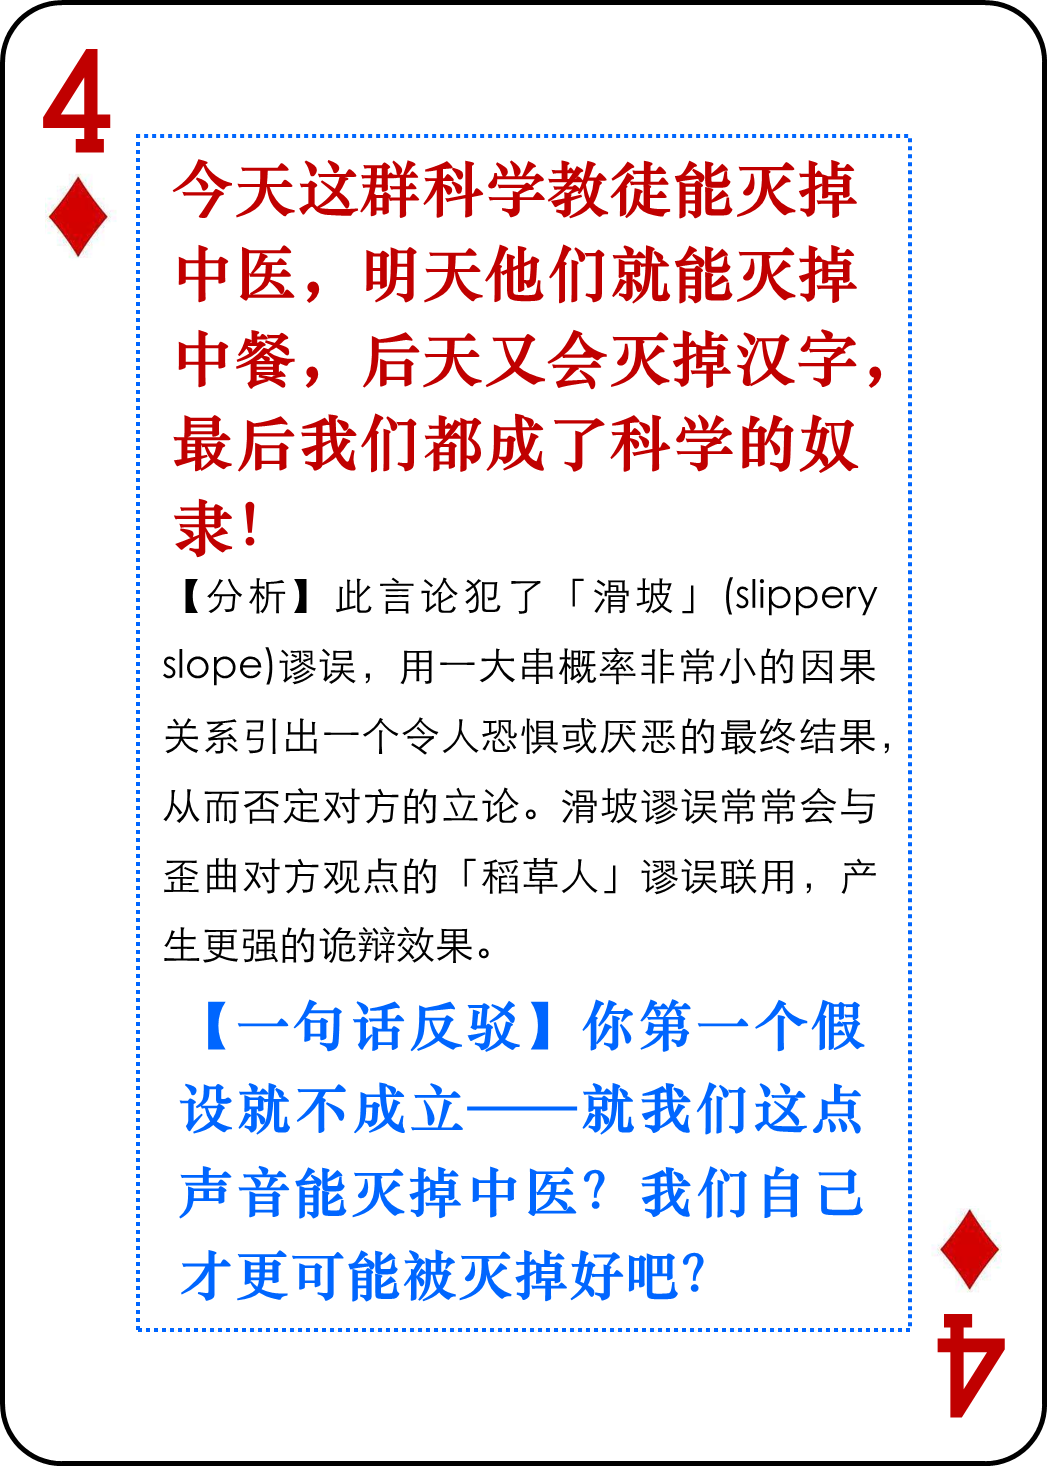 4
今天这群科学教徒能灭掉
中医，明天他们就能灭掉
中餐，后天又会灭掉汉字，
最后我们都成了科学的奴
隶！
【分析】此言论犯了「滑坡」(slippery
slope)谬误，用一大串概率非常小的因果
关系引出一个令人恐惧或厌恶的最终结果，
从而否定对方的立论。滑坡谬误常常会与
歪曲对方观点的「稻草人」谬误联用，产
生更强的诡辩效果。
【一句话反驳】你第一个假
设就不成立——就我们这点
声音能灭掉中医？我们自己
才更可能被灭掉好吧？
4